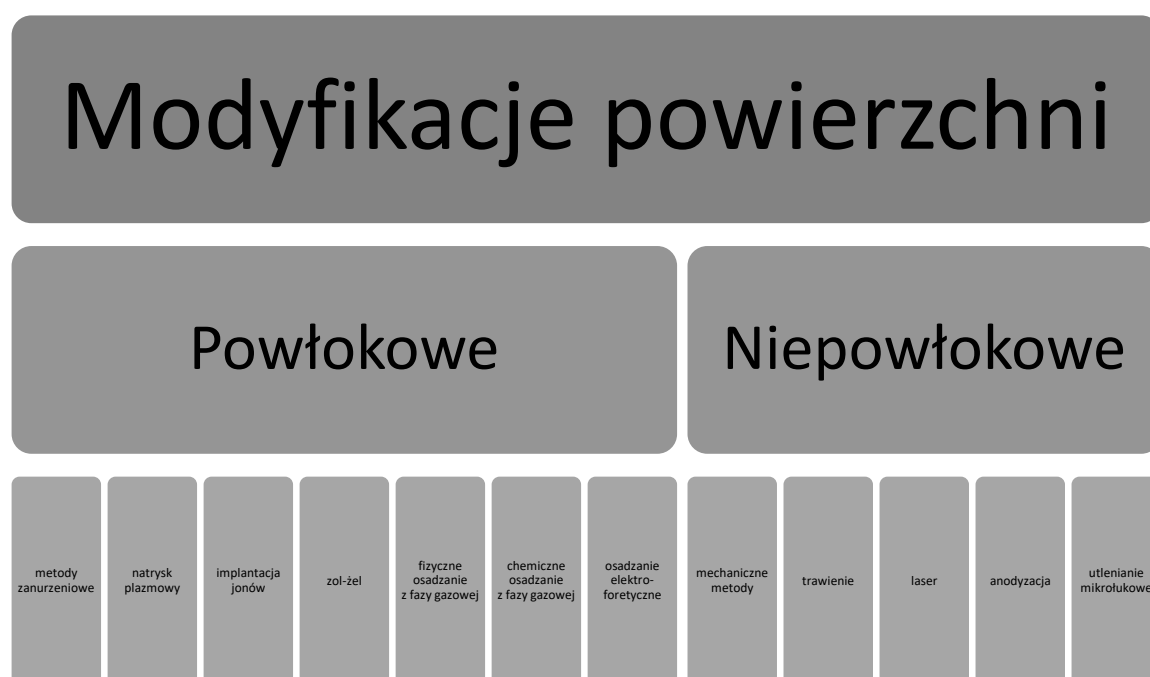 Modyfikacje powierzchni
Powłokowe
Niepowłokowe
metody
zanurzeniowe
natrysk
plazmowy
implantacja
jonów
zol-żel
fizyczne
osadzanie
z fazy gazowej
chemiczne
osadzanie
z fazy gazowej
osadzanie
elektro-
foretyczne
mechaniczne
metody
trawienie
laser
anodyzacja
utlenianie
mikrołukowe